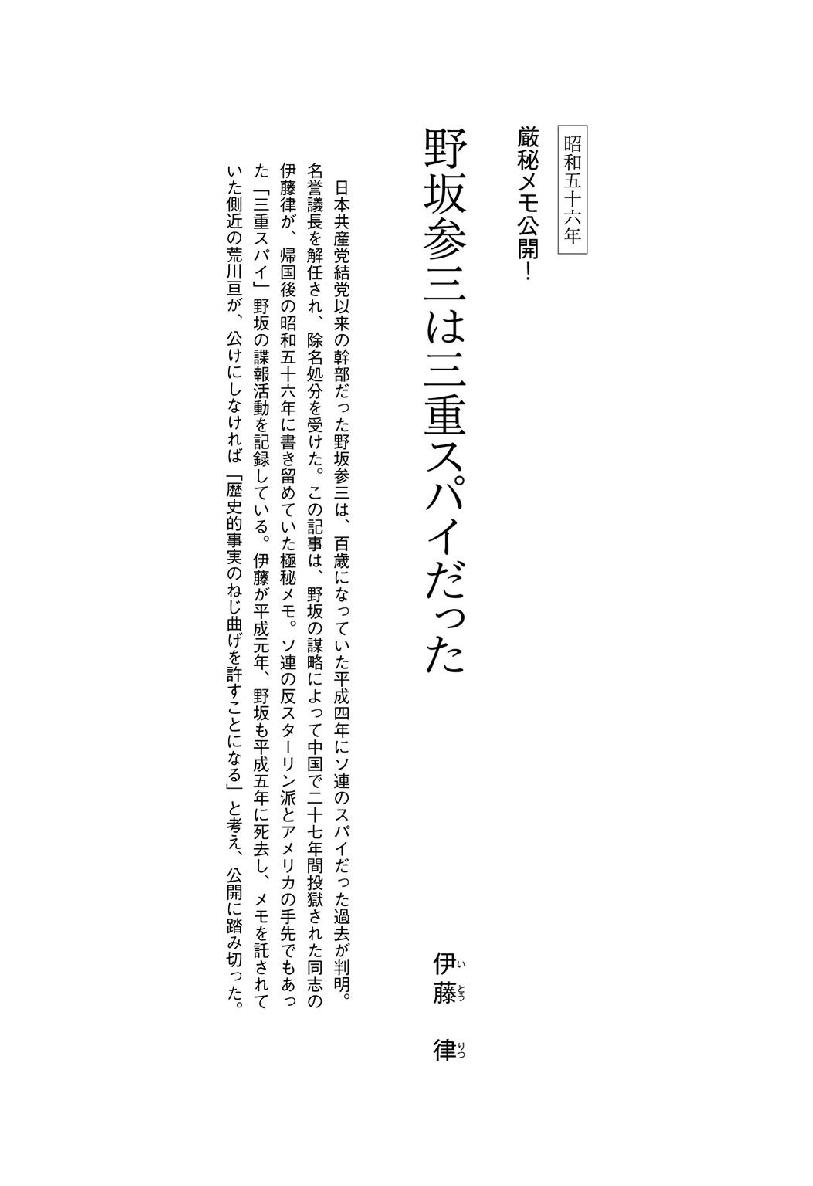 昭和五十六年
厳秘メモ公開！
野坂参三は三重スパイだった
伊藤　律
いとう　りつ
日本共産党結党以来の幹部だった野坂参三は、百歳になっていた平成四年にソ連のスパイだった過去が判明。
名誉議長を解任され、除名処分を受けた。この記事は、野坂の謀略によって中国で二十七年間投獄された同志の
伊藤律が、帰国後の昭和五十六年に書き留めていた極秘メモ。ソ連の反スターリン派とアメリカの手先でもあっ
た「三重スパイ」野坂の諜報活動を記録している。伊藤が平成元年、野坂も平成五年に死去し、メモを託されて
いた側近の荒川亘が、公けにしなければ「歴史的事実のねじ曲げを許すことになる」と考え、公開に踏み切った。